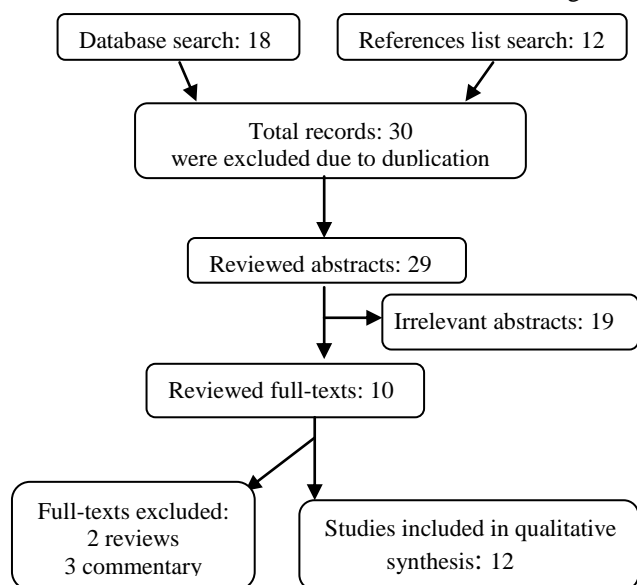 Database search: 18
References list search: 12
Total records: 30
were excluded due to duplication
Reviewed abstracts: 29
Irrelevant abstracts: 19
Reviewed full-texts: 10
Full-texts excluded:
2 reviews
3 commentary
Studies included in qualitative
synthesis: 12